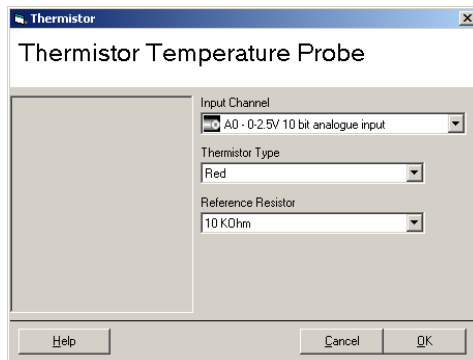 Thermistor
Thermistor Temperature Probe
Input Channel
A0 - 0-2.5V 10 bit analogue input
Thermistor Type
Red
Reference Resistor
10 KOhm
Help
Cancel
OK